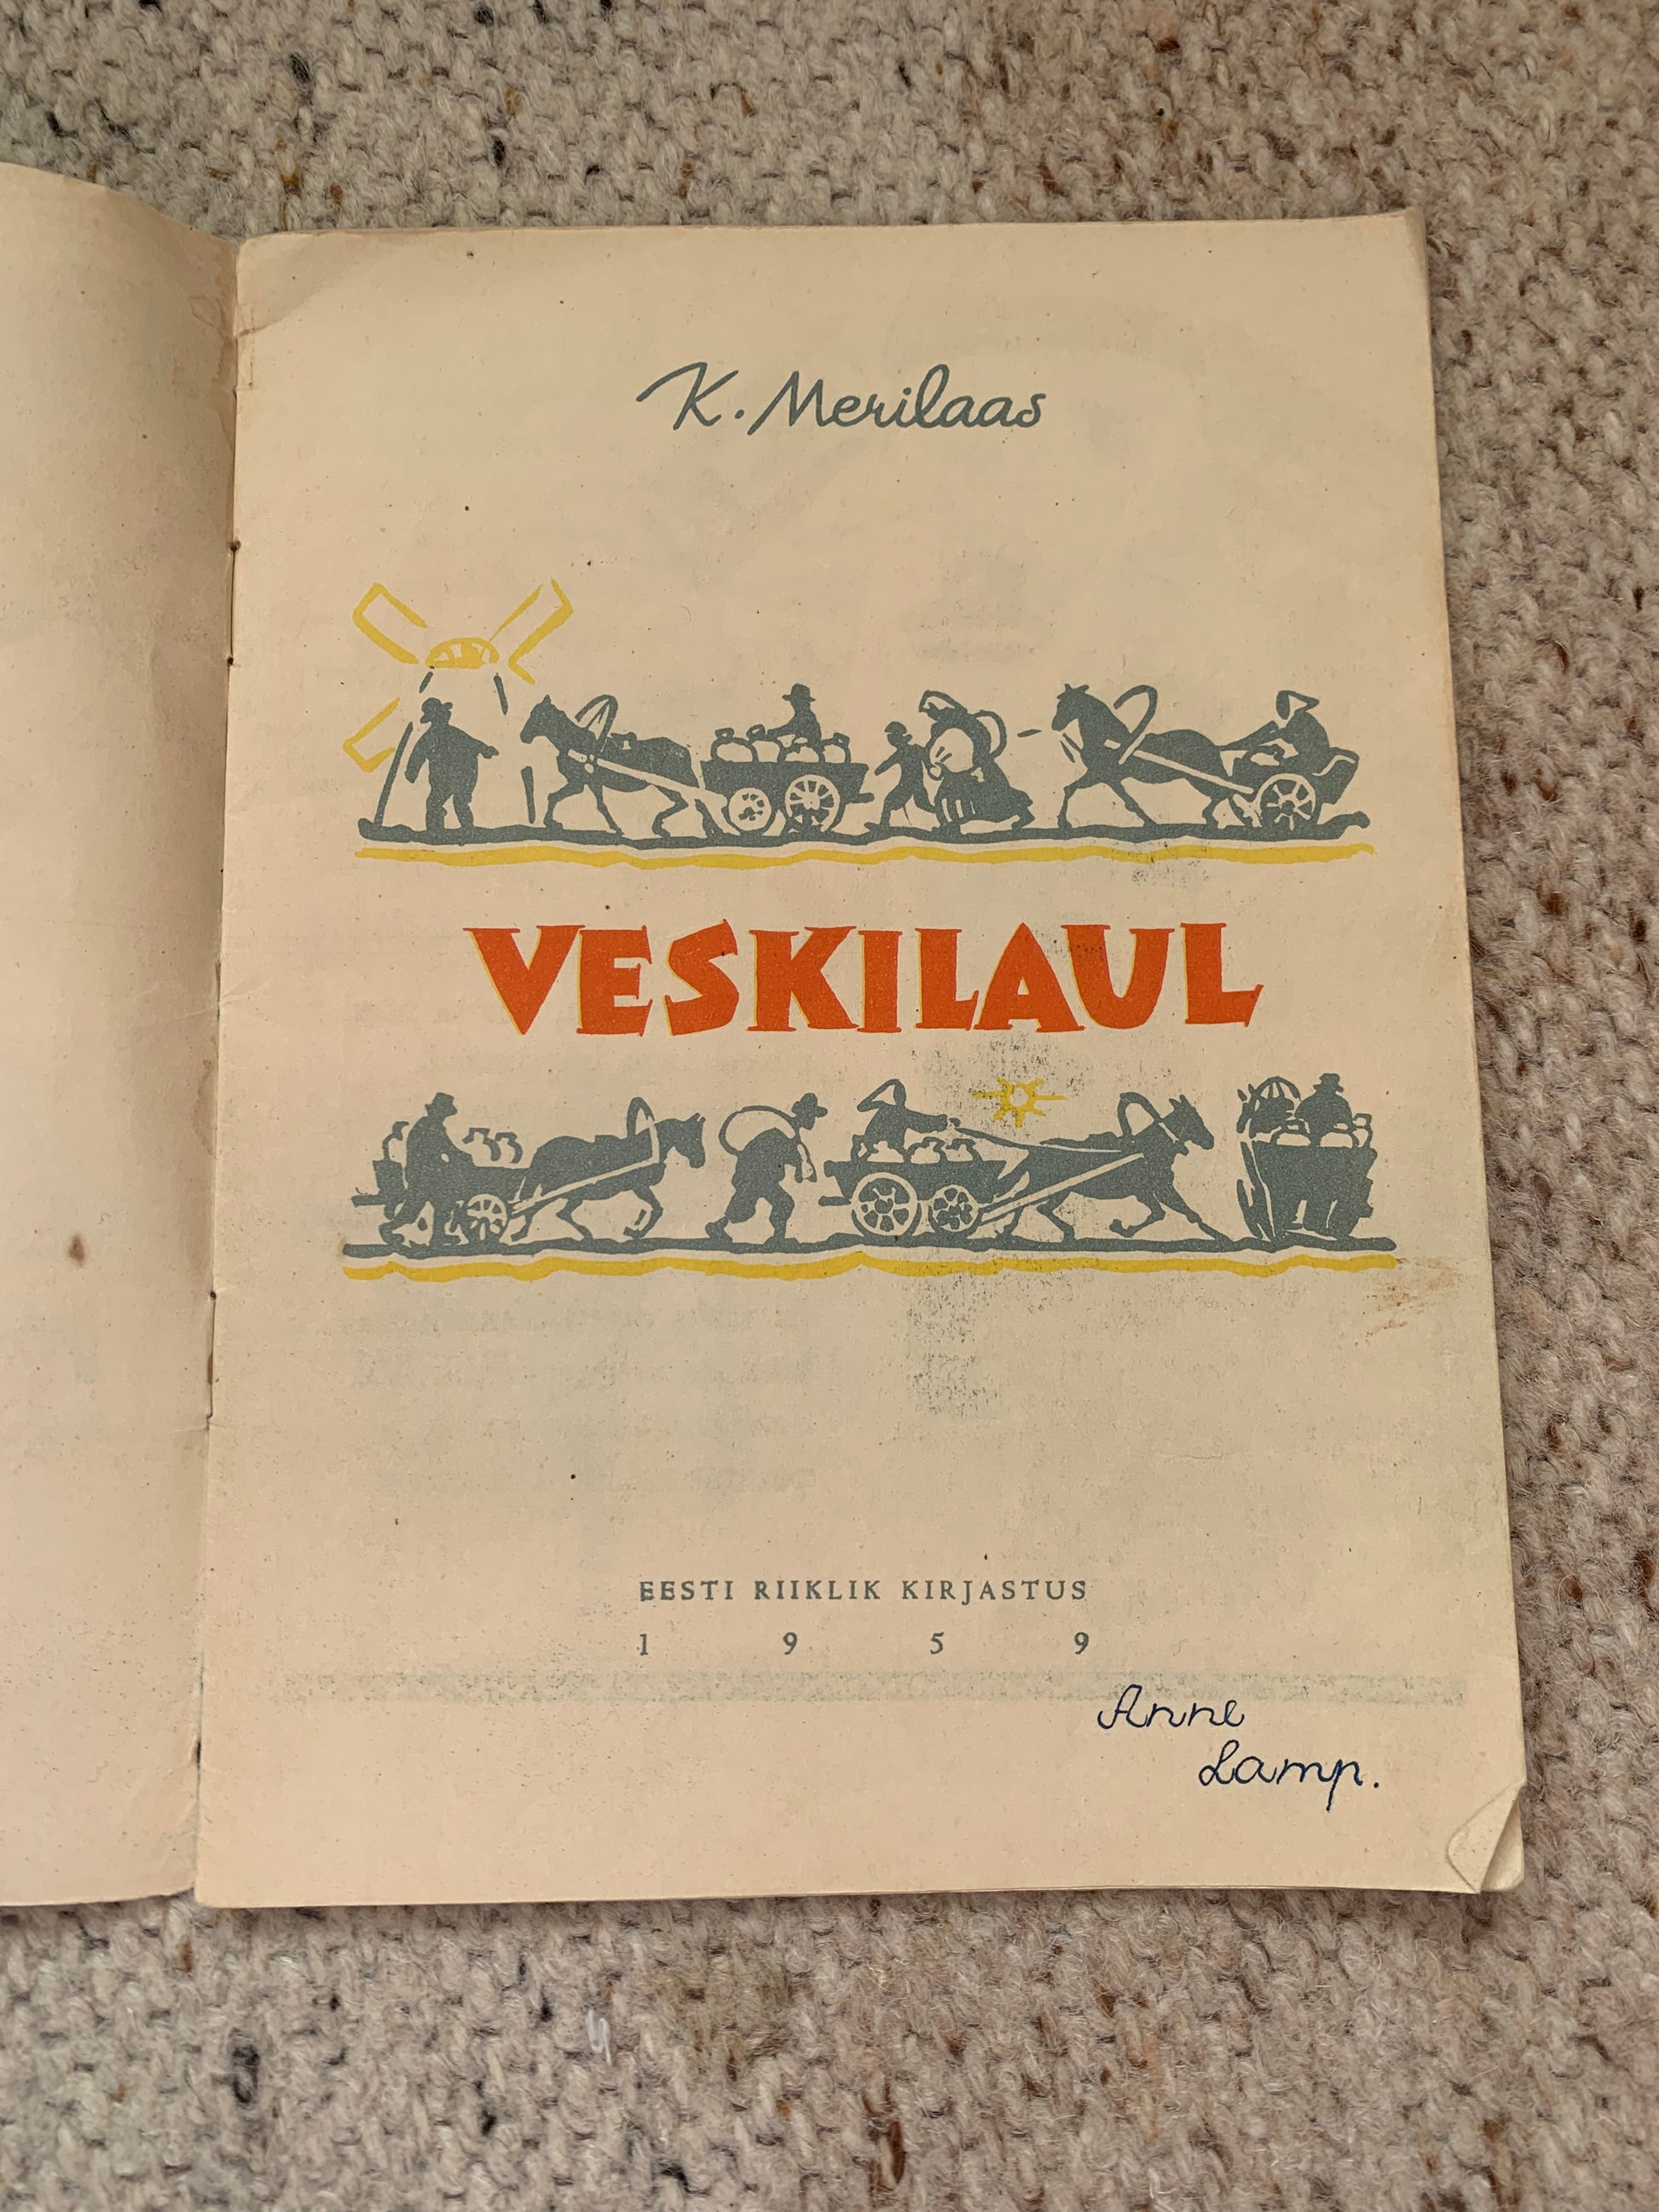 K. Merilaas
VESKILAUL
EESTI RIIKLIK KIRJASTUS
1 9 5 9
Anne
Lamp.